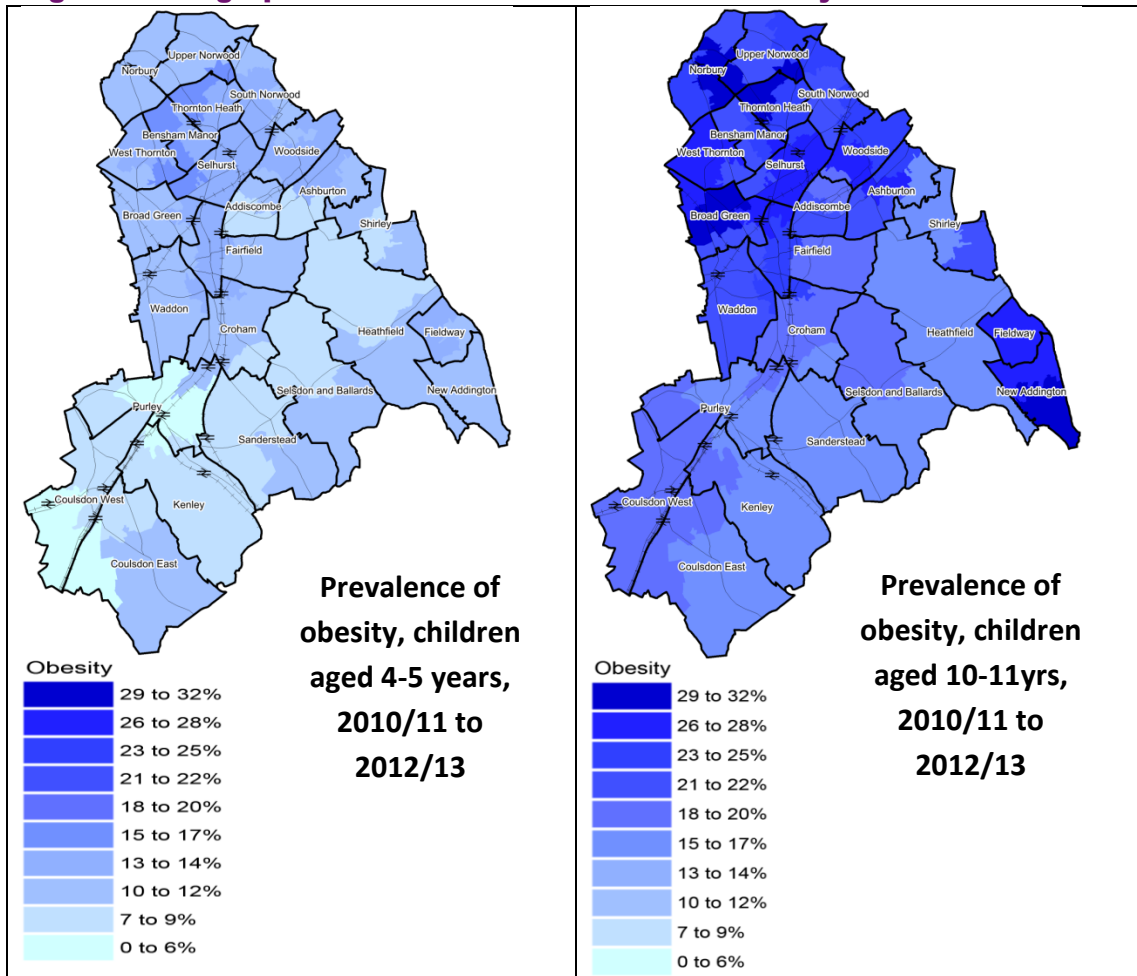 Norbury
Upper Norwood
South Norwood
Thornton Heath
Bensham Manor
West Thornton
Selhurst
Woodside
Ashburton
Addiscombe
Broad Green
Shirley
Fairfield
Waddon
Croham
Heathfield
Fieldway
New Addington
Selsdon and Ballards
Purley
Sanderstead
Coulsdon West
Kenley
Coulsdon East
Prevalence of
obesity, children
aged 4-5 years,
2010/11 to
2012/13
Obesity
29 to 32%
26 to 28%
23 to 25%
21 to 22%
18 to 20%
15 to 17%
13 to 14%
10 to 12%
7 to 9%
0 to 6%
Norbury
Upper Norwood
South Norwood
Thornton Heath
Bensham Manor
West Thornton
Selhurst
Woodside
Ashburton
Addiscombe
Broad Green
Shirley
Fairfield
Waddon
Croham
Heathfield
Fieldway
New Addington
Selsdon and Ballards
Purley
Sanderstead
Coulsdon West
Kenley
Coulsdon East
Prevalence of
obesity, children
aged 10-11yrs,
2010/11 to
2012/13
Obesity
29 to 32%
26 to 28%
23 to 25%
21 to 22%
18 to 20%
15 to 17%
13 to 14%
10 to 12%
7 to 9%
0 to 6%